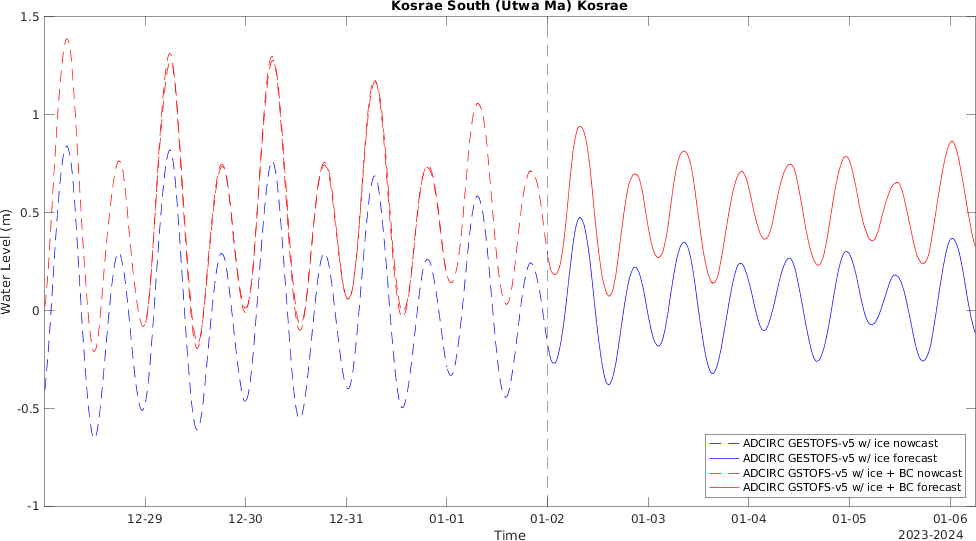 Kosrae South (Utwa Ma) Kosrae
1.5
1
0.5
0
-0.5
-1
Water Level (m)
12-29
12-30
12-31
01-01
01-02
01-03
01-04
01-05
01-06
Time
2023-2024
ADCIRC GESTOFS-v5 w/ ice nowcast
ADCIRC GESTOFS-v5 w/ ice forecast
ADCIRC GSTOFS-v5 w/ ice + BC nowcast
ADCIRC GSTOFS-v5 w/ ice + BC forecast